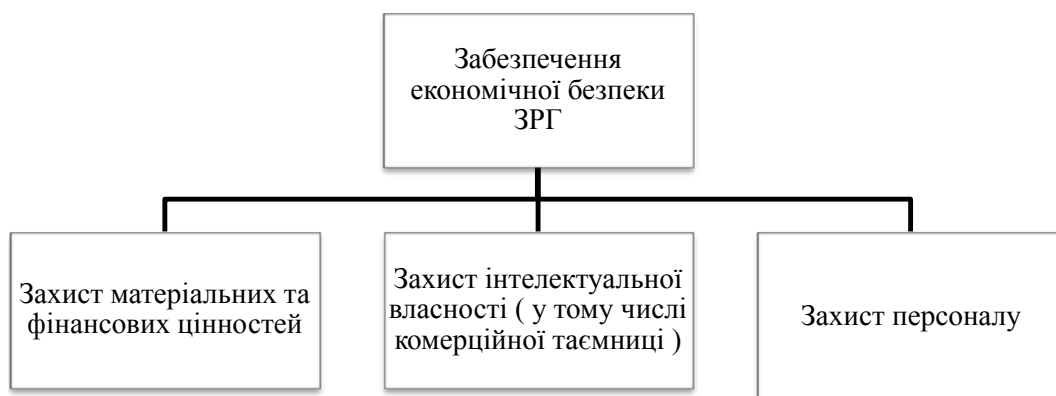 Забезпечення
економічної безпеки
ЗРГ
Захист матеріальних та
фінансових цінностей
Захист інтелектуальної
власності ( у тому числі
комерційної таємниці )
Захист персоналу